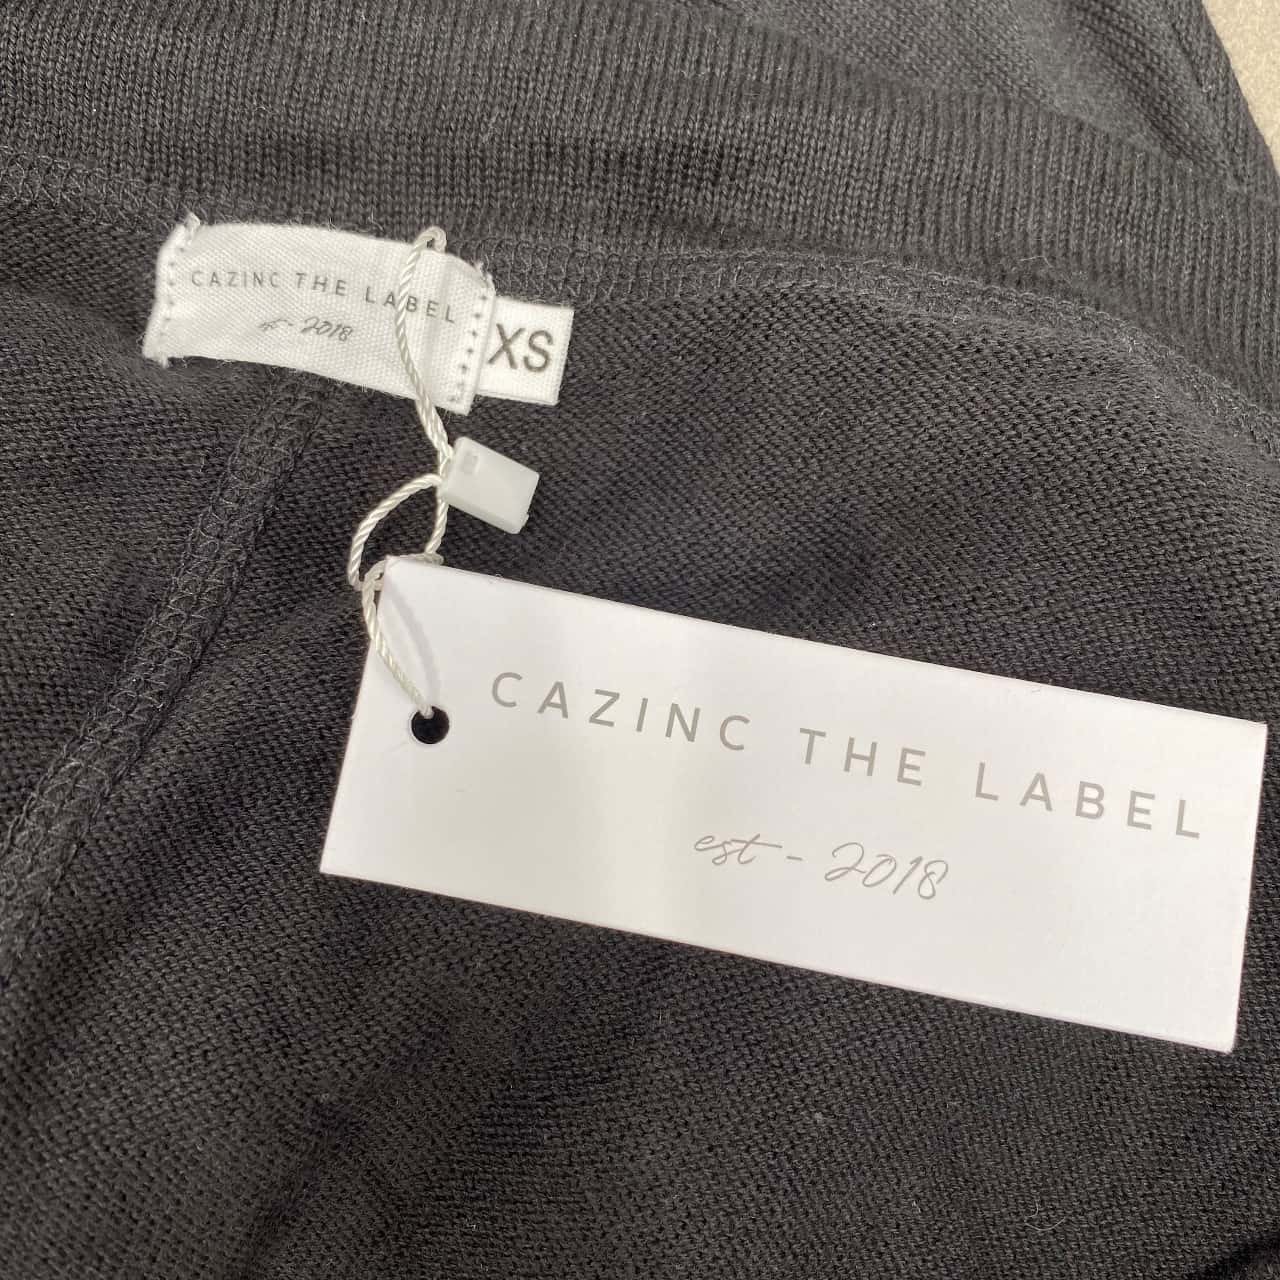 CAZINC THE LABEL
est - 2018
XS
CAZINC THE LABEL
est - 2018